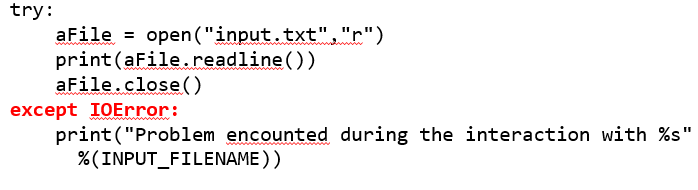 try:
    aFile = open("input.txt","r")
    print(aFile.readline())
    aFile.close()
except IOError:
    print("Problem encounted during the interaction with %s"
      %(INPUT_FILENAME))